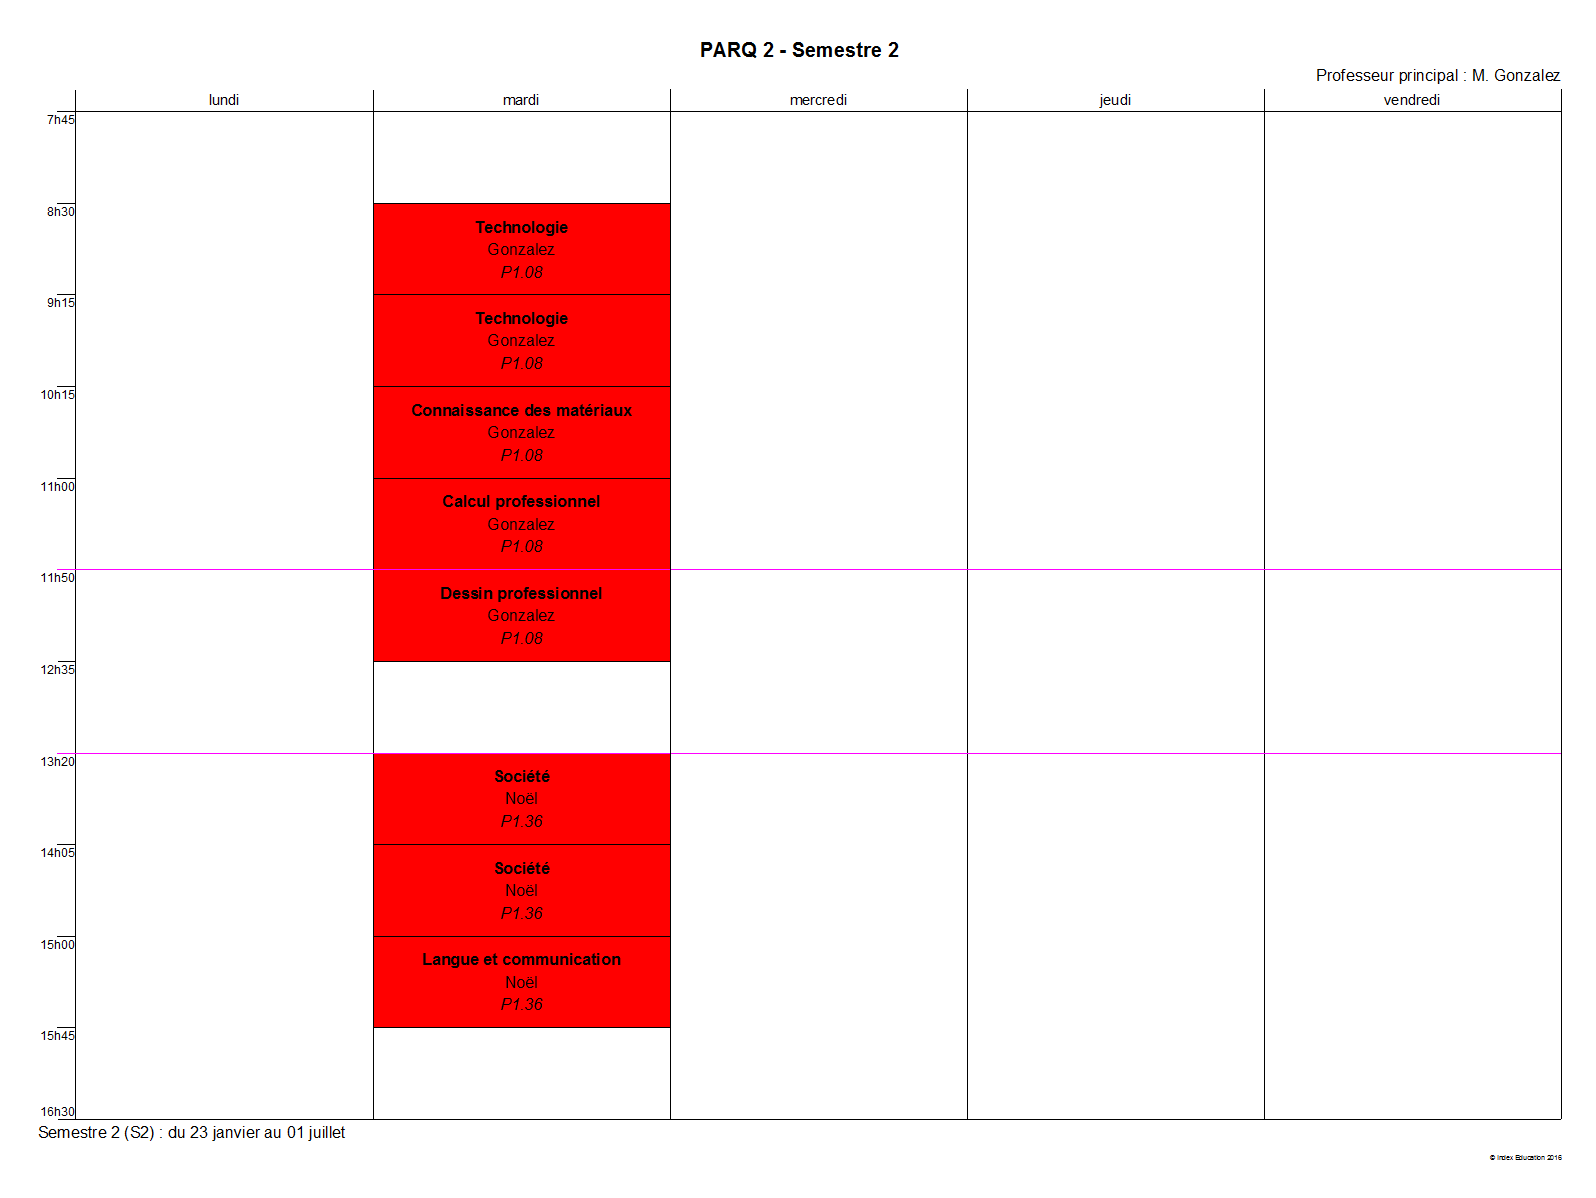 PARQ 2 - Semestre 2
Professeur principal : M. Gonzalez
lundi mardi mercredi jeudi vendredi
7h45
8h30
Technologie
Gonzalez
P1.08
9h15
Technologie
Gonzalez
P1.08
10h15
Connaissance des matériaux
Gonzalez
P1.08
11h00
Calcul professionnel
Gonzalez
P1.08
11h50
Dessin professionnel
Gonzalez
P1.08
12h35
13h20
Société
Noël
P1.36
14h05
Société
Noël
P1.36
15h00
Langue et communication
Noël
P1.36
15h45
16h30
Semestre 2 (S2) : du 23 janvier au 01 juillet
© Index Education 2016